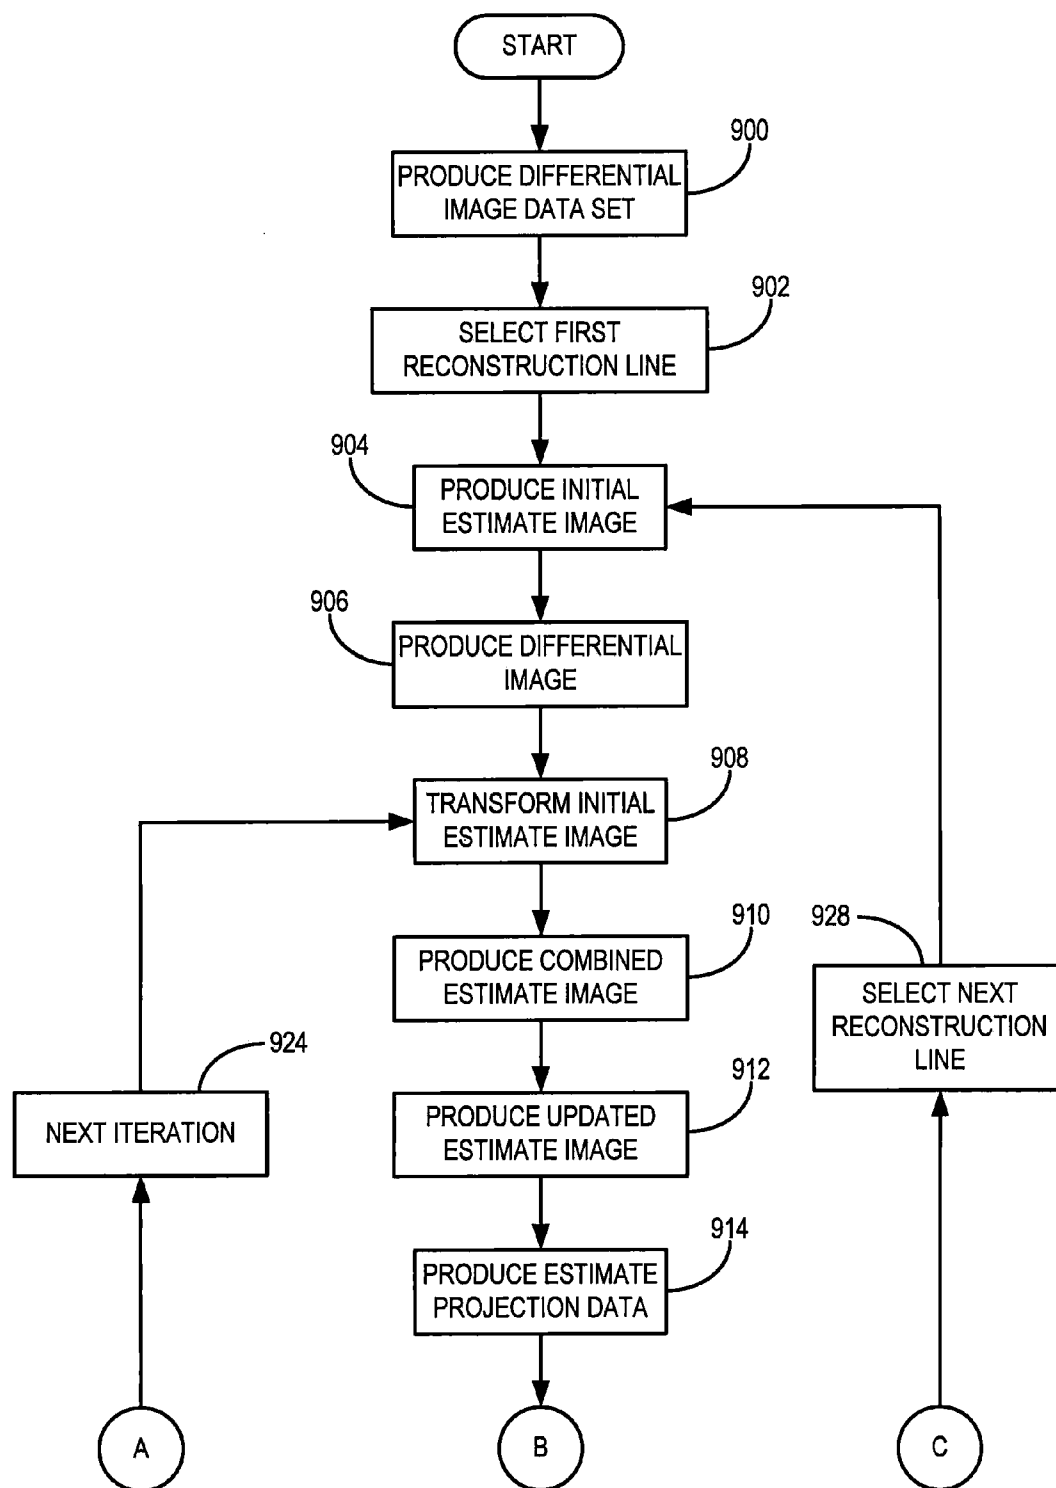 START
900
PRODUCE DIFFERENTIAL
IMAGE DATA SET
902
SELECT FIRST
RECONSTRUCTION LINE
904
PRODUCE INITIAL
ESTIMATE IMAGE
906
PRODUCE DIFFERENTIAL
IMAGE
908
TRANSFORM INITIAL
ESTIMATE IMAGE
910
PRODUCE COMBINED
ESTIMATE IMAGE
928
SELECT NEXT
RECONSTRUCTION
LINE
924
NEXT ITERATION
912
PRODUCE UPDATED
ESTIMATE IMAGE
914
PRODUCE ESTIMATE
PROJECTION DATA
A
B
C